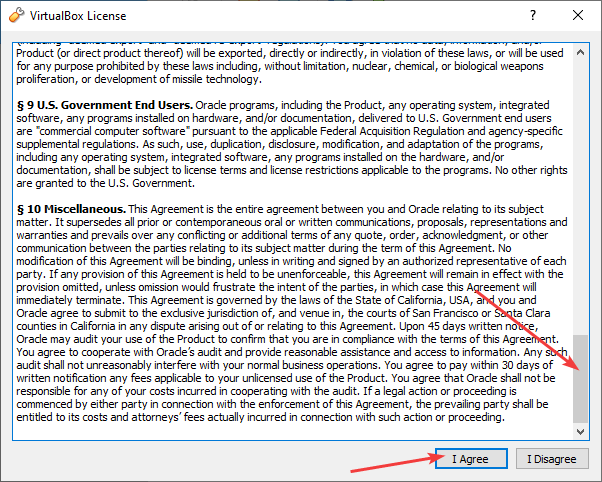 VirtualBox License
Product (or direct product thereof) will be exported, directly or indirectly, in violation of these laws, or will be used
for any purpose prohibited by these laws including, without limitation, nuclear, chemical, or biological weapons
proliferation, or development of missile technology.
§ 9 U.S. Government End Users. Oracle programs, including the Product, any operating system, integrated
software, any programs installed on hardware, and/or documentation, delivered to U.S. Government end users
are "commercial computer software" pursuant to the applicable Federal Acquisition Regulation and agency-specific
supplemental regulations. As such, use, duplication, disclosure, modification, and adaptation of the programs,
including any operating system, integrated software, any programs installed on the hardware, and/or
documentation, shall be subject to license terms and license restrictions applicable to the programs. No other rights
are granted to the U.S. Government.
§ 10 Miscellaneous. This Agreement is the entire agreement between you and Oracle relating to its subject
matter. It supersedes all prior or contemporaneous oral or written communications, proposals, representations and
warranties and prevails over any conflicting or additional terms of any quote, order, acknowledgment, or other
communication between the parties relating to its subject matter during the term of this Agreement. No
modification of this Agreement will be binding, unless in writing and signed by an authorized representative of each
party. If any provision of this Agreement is held to be unenforceable, this Agreement will remain in effect with the
provision omitted, unless omission would frustrate the intent of the parties, in which case this Agreement will
immediately terminate. This Agreement is governed by the laws of the State of California, USA, and you and
Oracle agree to submit to the exclusive jurisdiction of, and venue in, the courts of San Francisco or Santa Clara
counties in California in any dispute arising out of or relating to this Agreement. Upon 45 days written notice,
Oracle may audit your use of the Product to confirm that you are in compliance with the terms of this Agreement.
You agree to cooperate with Oracle's audit and provide reasonable assistance and access to information. Any such
audit shall not unreasonably interfere with your normal business operations. You agree to pay within 30 days of
written notification any fees applicable to your unlicensed use of the Product. You agree that Oracle shall not be
responsible for any of your costs incurred in cooperating with the audit. If a legal action or proceeding is
commenced by either party in connection with the enforcement of this Agreement, the prevailing party shall be
entitled to its costs and attorneys' fees actually incurred in connection with such action or proceeding.
I Agree
I Disagree